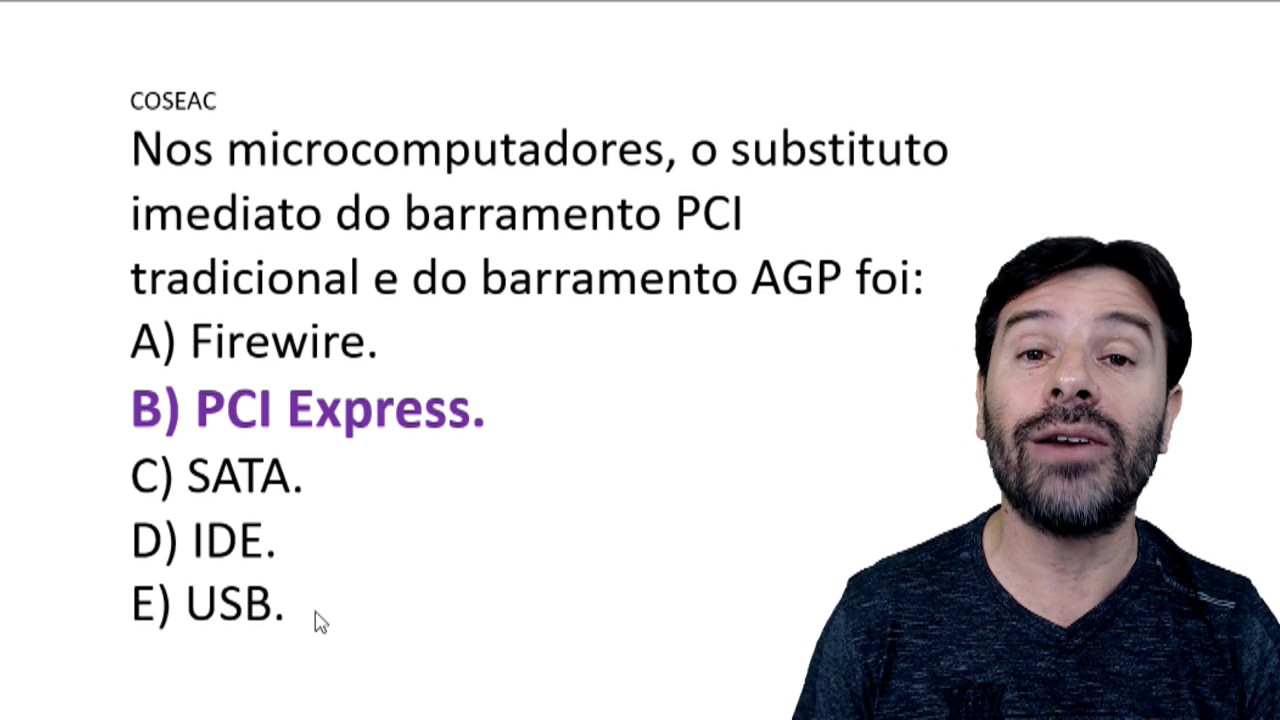 COSEAC
Nos microcomputadores, o substituto
imediato do barramento PCI
tradicional e do barramento AGP foi:
A) Firewire.
B) PCI Express.
C) SATA.
D) IDE.
E) USB.